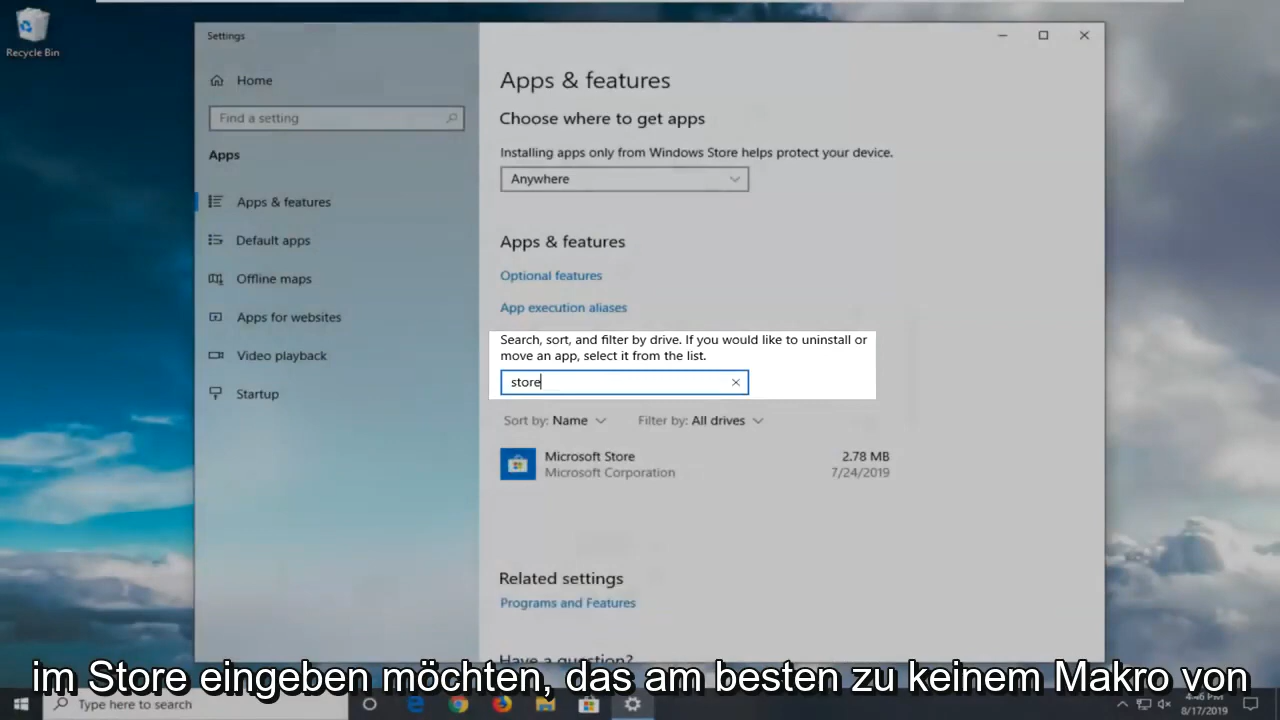 Recycle Bin
Settings
Home
Find a setting
Apps
Apps & features
Default apps
Offline maps
Apps for websites
Video playback
Startup
Apps & features
Choose where to get apps
Installing apps only from Windows Store helps protect your device.
Anywhere
Apps & features
Optional features
App execution aliases
Search, sort, and filter by drive. If you would like to uninstall or
move an app, select it from the list.
store
Sort by: Name
Filter by: All drives
Microsoft Store 2.78 MB
Microsoft Corporation 7/24/2019
Related settings
Programs and Features
Have a question?
im Store eingeben möchten, das am besten zu keinem Makro von
Type here to search
4:46 PM
8/17/2019